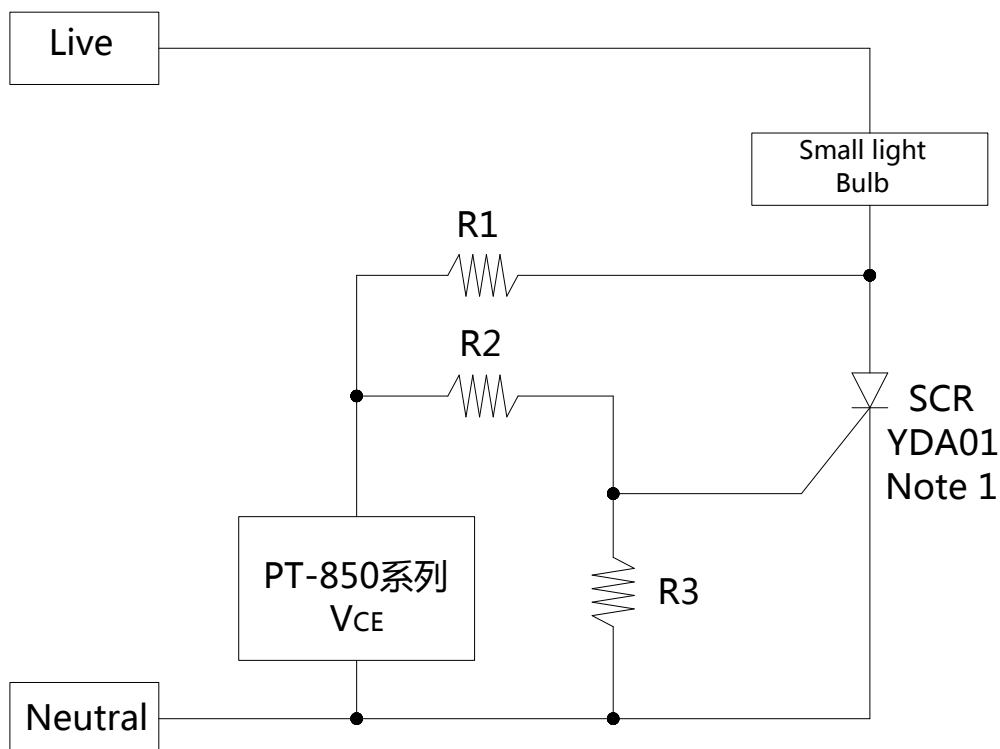 Live
Small light
Bulb
R1
R2
SCR
YDA01
Note 1
PT-850系列
VCE
R3
Neutral